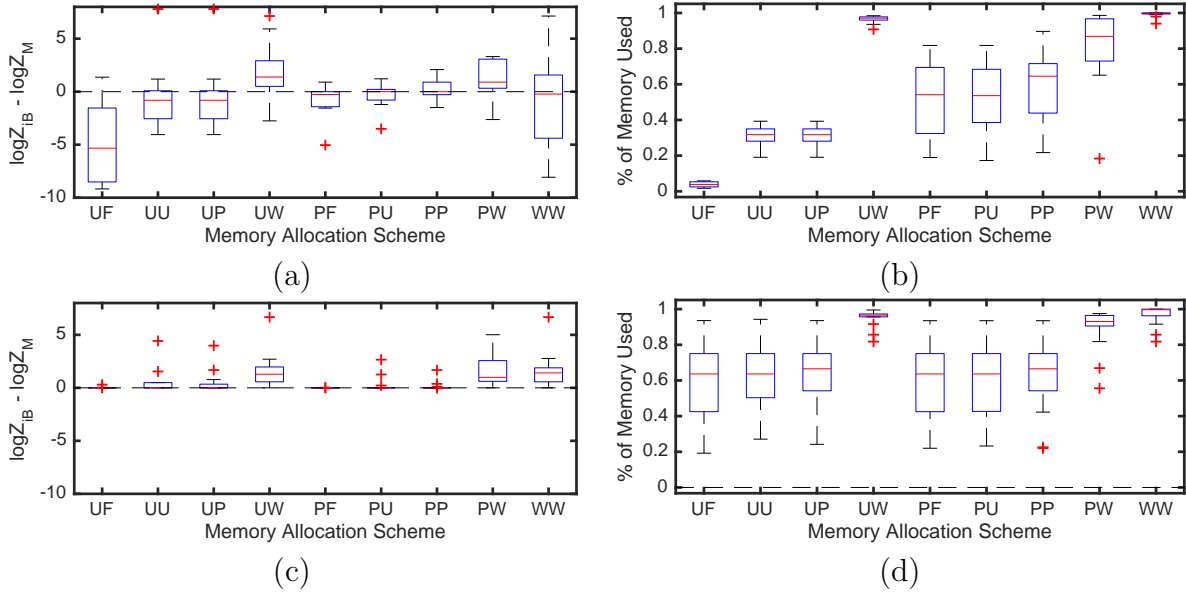 logZ_iB - logZ_M
5
0
-5
-10
UF UU UP UW PF PU PP PW WW
Memory Allocation Scheme
(a)
% of Memory Used
1
0.8
0.6
0.4
0.2
0
UF UU UP UW PF PU PP PW WW
Memory Allocation Scheme
(b)
logZ_iB - logZ_M
5
0
-5
-10
UF UU UP UW PF PU PP PW WW
Memory Allocation Scheme
(c)
% of Memory Used
1
0.8
0.6
0.4
0.2
0
UF UU UP UW PF PU PP PW WW
Memory Allocation Scheme
(d)